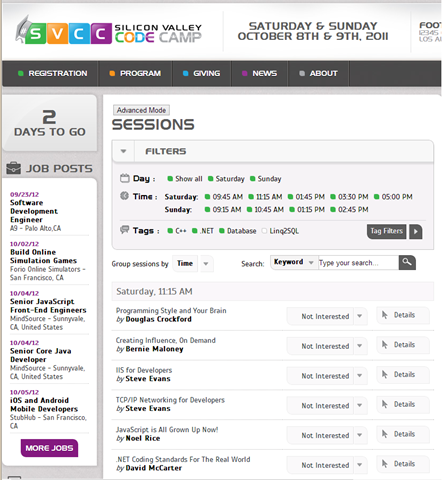 SVCC SILICON VALLEY
CODE CAMP
SATURDAY & SUNDAY
OCTOBER 8TH & 9TH, 2011
FOOT
12345
LOS A
REGISTRATION PROGRAM GIVING NEWS ABOUT
2
DAYS TO GO
JOB POSTS
09/23/12
Software
Development
Engineer
A9 - Palo Alto,CA
10/02/12
Build Online
Simulation Games
Forio Online Simulators -
San Francisco, CA
10/04/12
Senior JavaScript
Front-End Engineers
MindSource - Sunnyvale,
CA, United States
10/04/12
Senior Core Java
Developer
MindSource - Sunnyvale,
CA, United States
10/05/12
iOS and Android
Mobile Developers
StubHub - San Francisco,
CA
MORE JOBS
Advanced Mode
SESSIONS
FILTERS
Day : Show all Saturday Sunday
Time : Saturday: 09:45 AM 11:15 AM 01:45 PM 03:30 PM 05:00 PM
Sunday: 09:15 AM 10:45 AM 01:15 PM 02:45 PM
Tags : C++ .NET Database Linq2SQL Tag Filters
Group sessions by Time Search: Keyword Type your search...
Saturday, 11:15 AM
Programming Style and Your Brain
by Douglas Crockford
Not Interested Details
Creating Influence, On Demand
by Bernie Maloney
Not Interested Details
IIS for Developers
by Steve Evans
Not Interested Details
TCP/IP Networking for Developers
by Steve Evans
Not Interested Details
JavaScript is All Grown Up Now!
by Noel Rice
Not Interested Details
.NET Coding Standards For The Real World
by David McCarter
Not Interested Details